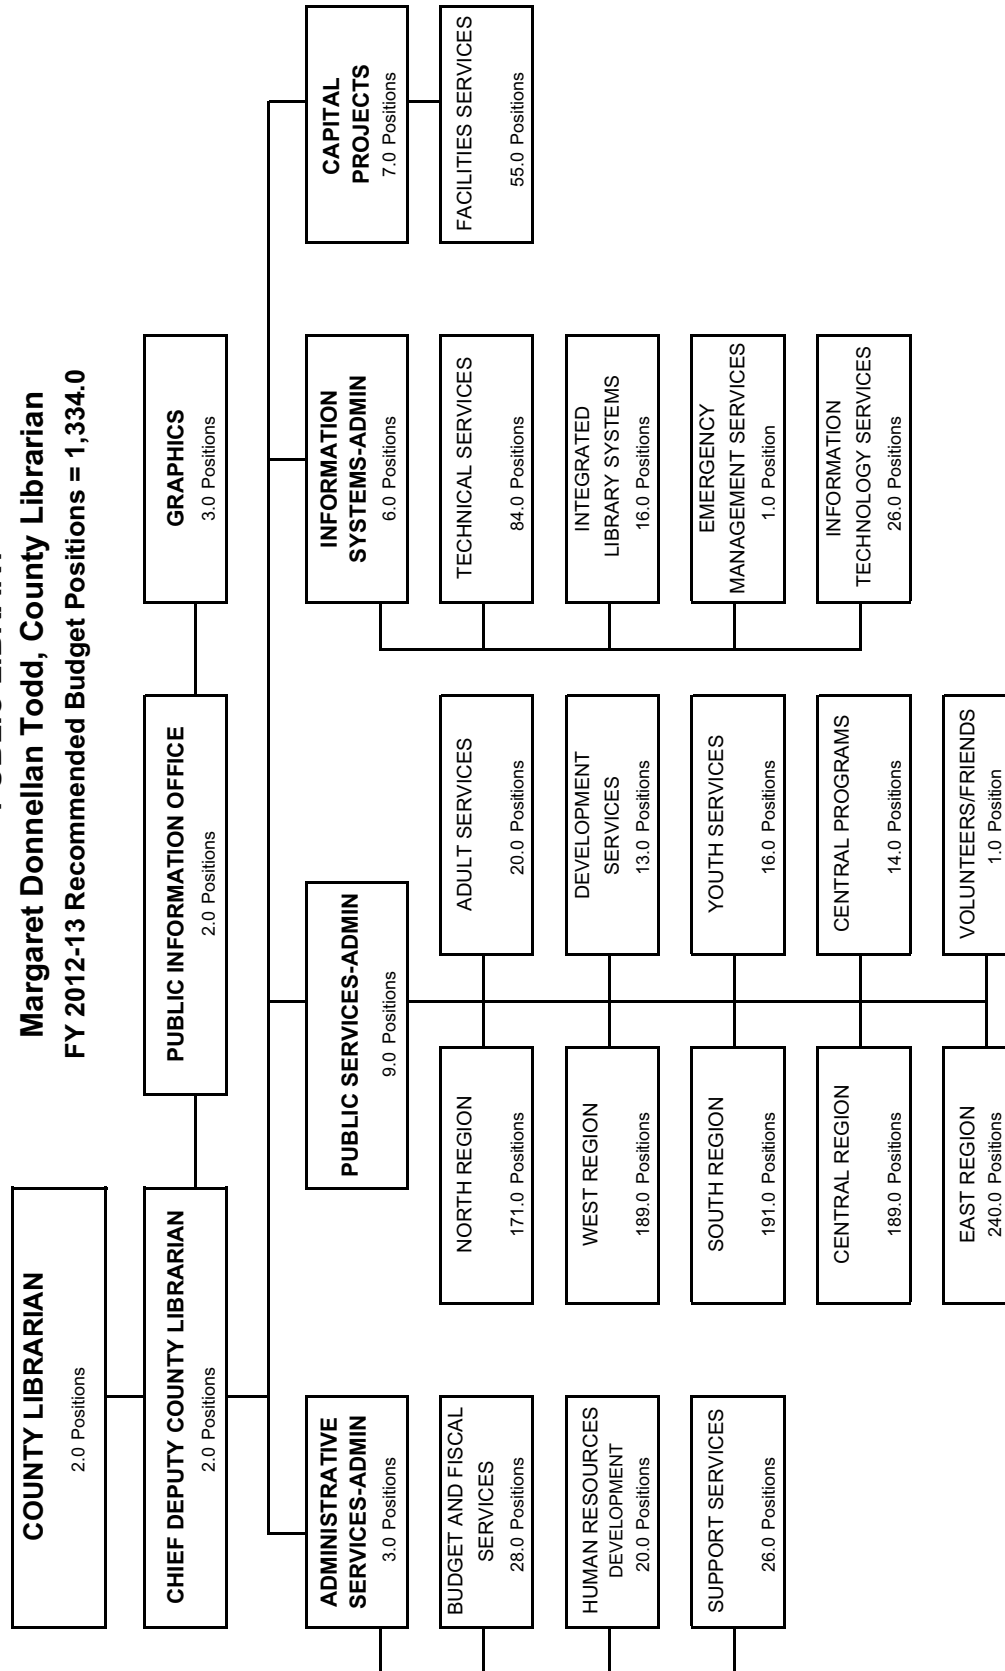 Margaret Donnellan Todd, County Librarian
FY 2012-13 Recommended Budget Positions = 1,334.0
COUNTY LIBRARIAN
2.0 Positions
CHIEF DEPUTY COUNTY LIBRARIAN
2.0 Positions
PUBLIC INFORMATION OFFICE
2.0 Positions
GRAPHICS
3.0 Positions
ADMINISTRATIVE
SERVICES-ADMIN
3.0 Positions
BUDGET AND FISCAL
SERVICES
28.0 Positions
HUMAN RESOURCES
DEVELOPMENT
20.0 Positions
SUPPORT SERVICES
26.0 Positions
PUBLIC SERVICES-ADMIN
9.0 Positions
NORTH REGION
171.0 Positions
WEST REGION
189.0 Positions
SOUTH REGION
191.0 Positions
CENTRAL REGION
189.0 Positions
EAST REGION
240.0 Positions
ADULT SERVICES
20.0 Positions
DEVELOPMENT
SERVICES
13.0 Positions
YOUTH SERVICES
16.0 Positions
CENTRAL PROGRAMS
14.0 Positions
VOLUNTEERS/FRIENDS
1.0 Position
INFORMATION
SYSTEMS-ADMIN
6.0 Positions
TECHNICAL SERVICES
84.0 Positions
INTEGRATED
LIBRARY SYSTEMS
16.0 Positions
EMERGENCY
MANAGEMENT SERVICES
1.0 Position
INFORMATION
TECHNOLOGY SERVICES
26.0 Positions
CAPITAL
PROJECTS
7.0 Positions
FACILITIES SERVICES
55.0 Positions